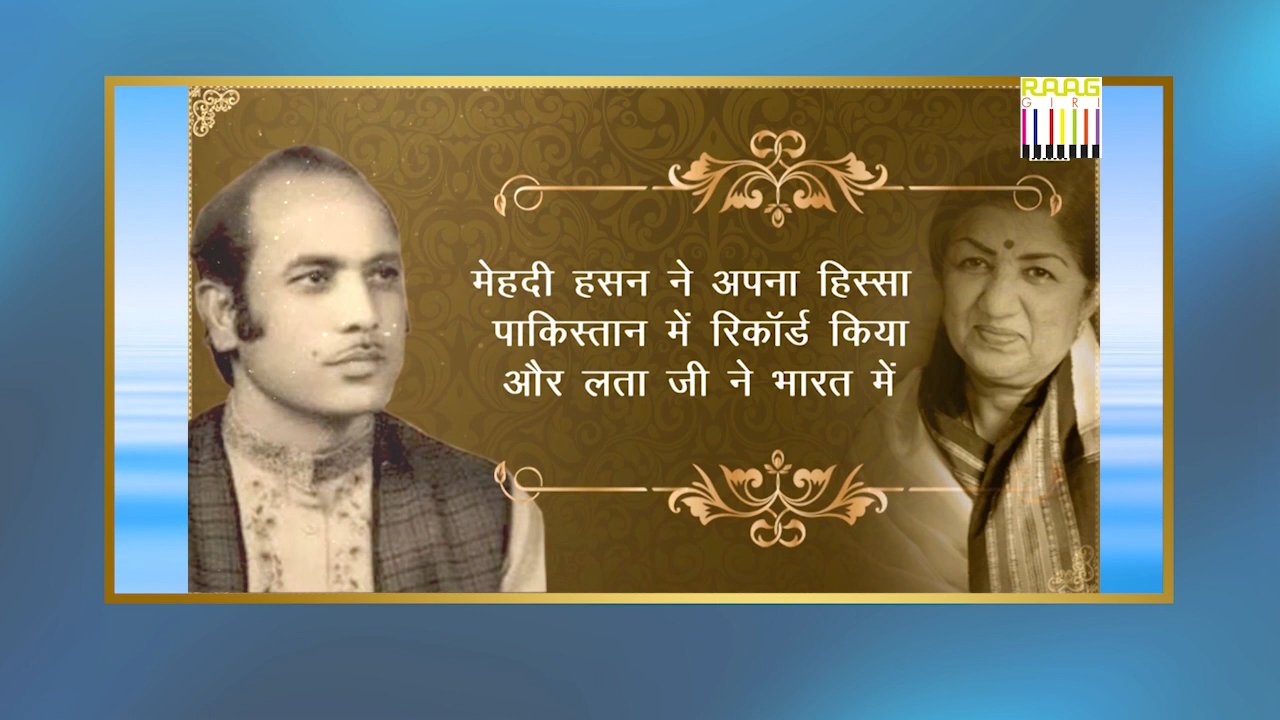 RAAG
GIRI
मेहदी हसन ने अपना हिस्सा
पाकिस्तान में रिकॉर्ड किया
और लता जी ने भारत में